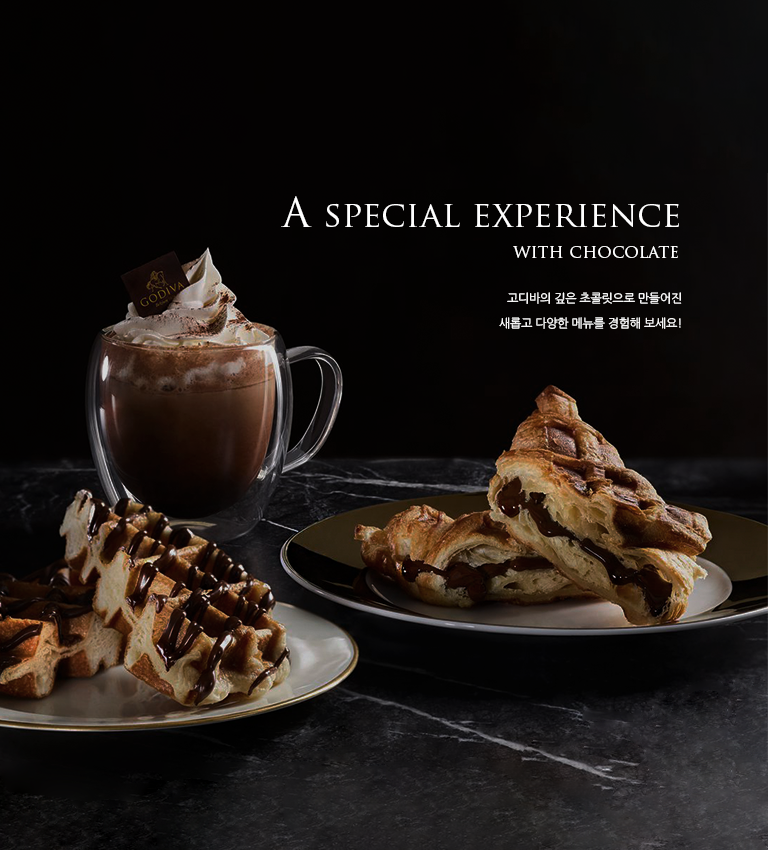 A SPECIAL EXPERIENCE
WITH CHOCOLATE
GODIVA
고디바의 깊은 초콜릿으로 만들어진
새롭고 다양한 메뉴를 경험해 보세요!